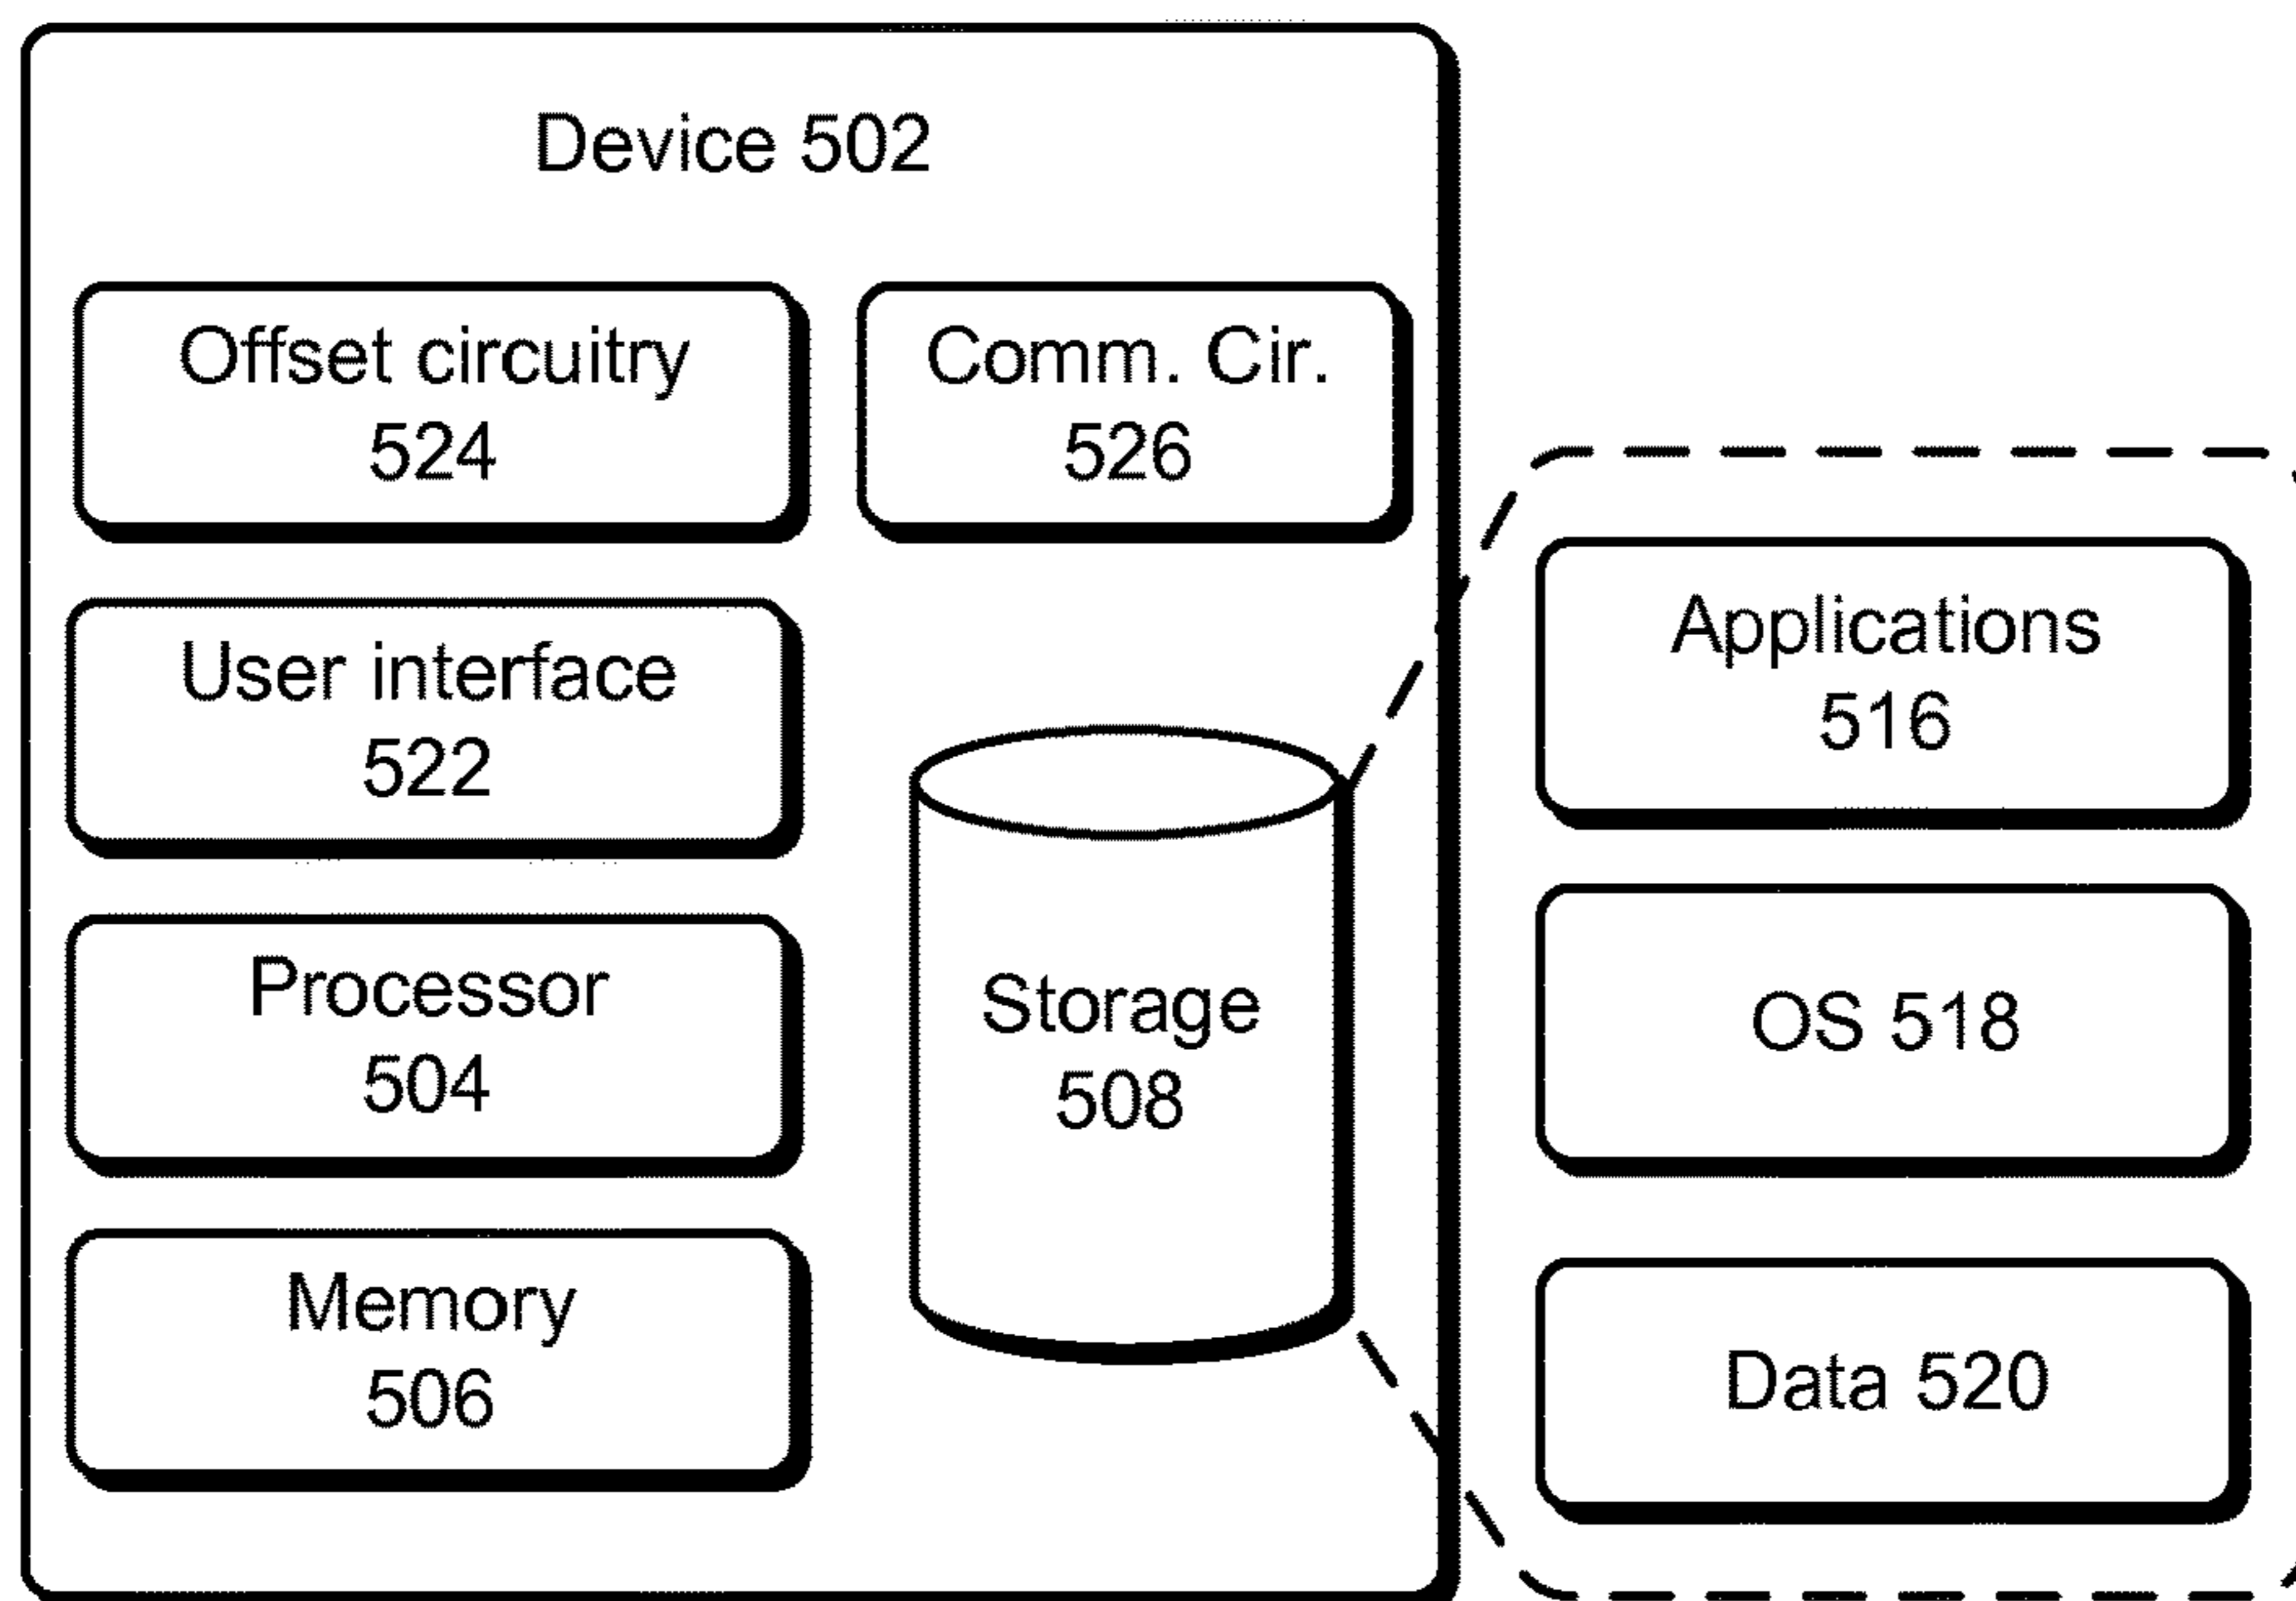 Device 502
Offset circuitry
524
Comm. Cir.
526
User interface
522
Processor
504
Memory
506
Storage
508
Applications
516
OS 518
Data 520